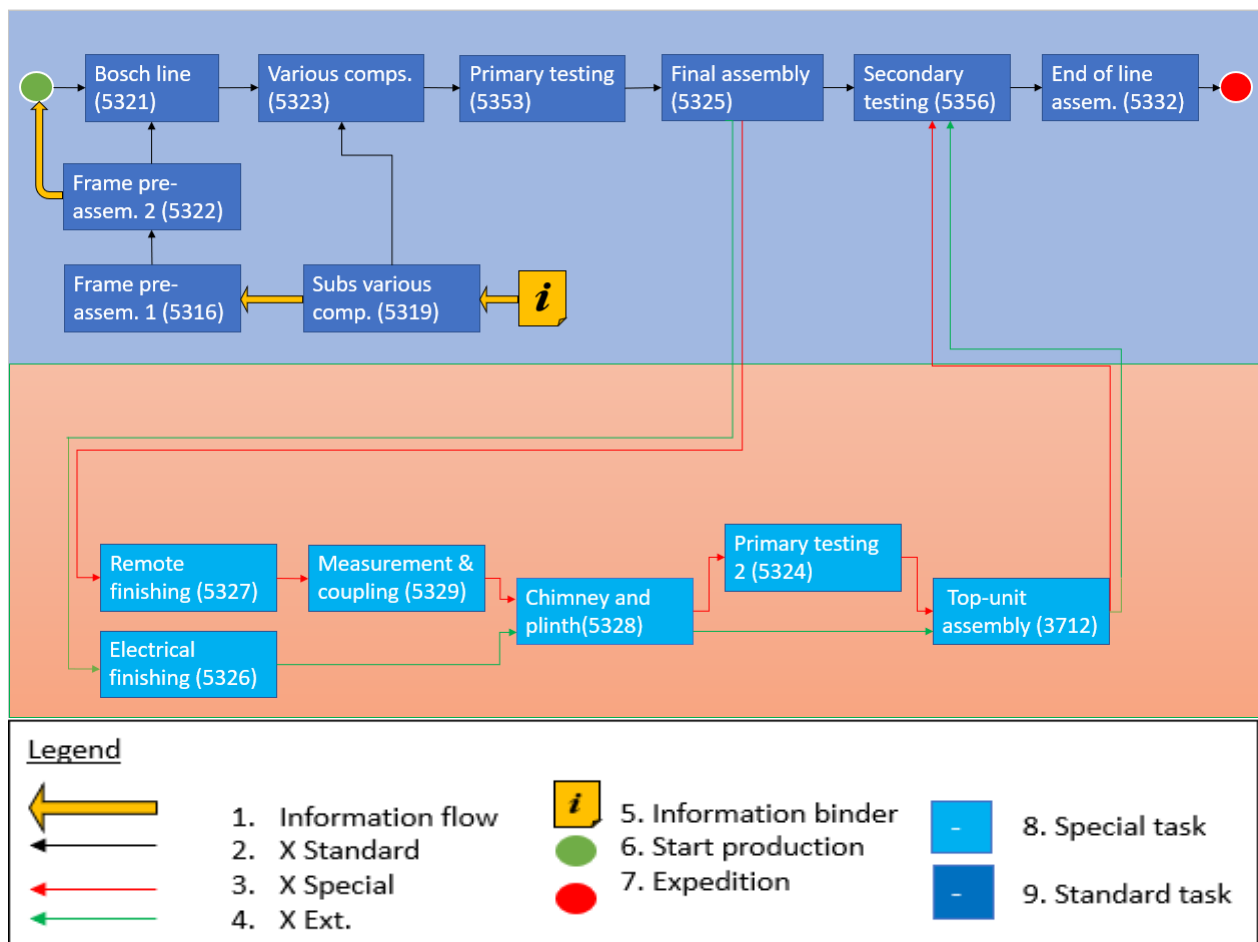 Bosch line
(5321)
Various comps.
(5323)
Primary testing
(5353)
Final assembly
(5325)
Secondary
testing (5356)
End of line
assem. (5332)
Frame pre-
assem. 2 (5322)
Frame pre-
assem. 1 (5316)
Subs various
comp. (5319)
i
Remote
finishing (5327)
Measurement &
coupling (5329)
Chimney and
plinth(5328)
Primary testing
2 (5324)
Top-unit
assembly (3712)
Electrical
finishing (5326)
Legend
1. Information flow
2. X Standard
3. X Special
4. X Ext.
i
5. Information binder
6. Start production
7. Expedition
-
8. Special task
-
9. Standard task